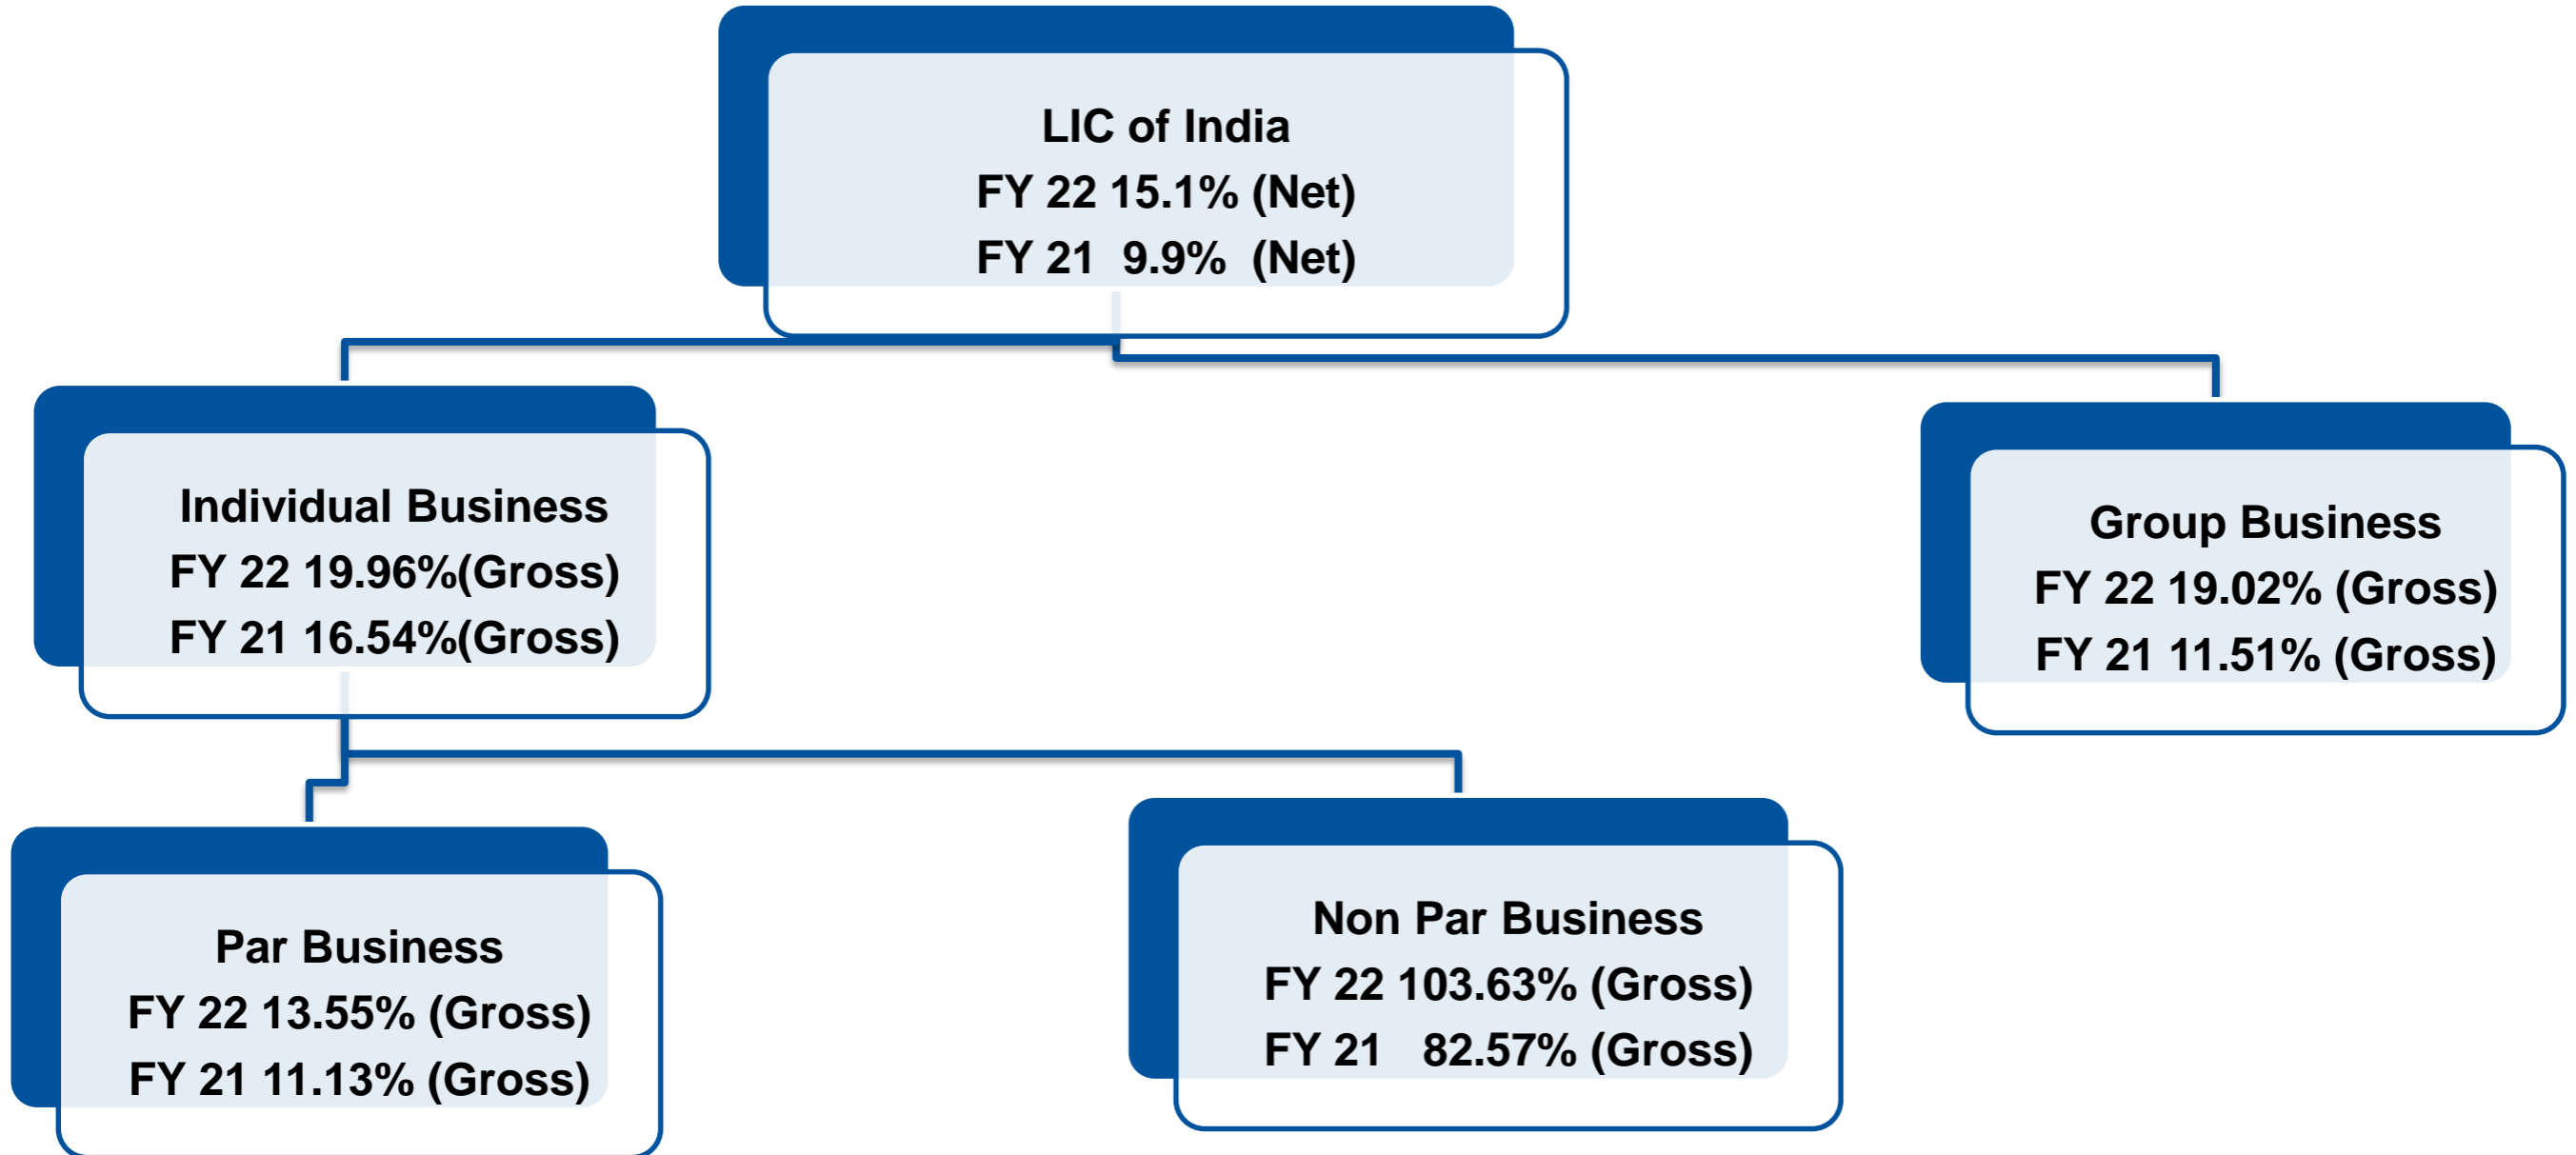 LIC of India
FY 22 15.1% (Net)
FY 21 9.9% (Net)
Individual Business
FY 22 19.96%(Gross)
FY 21 16.54%(Gross)
Group Business
FY 22 19.02% (Gross)
FY 21 11.51% (Gross)
Par Business
FY 22 13.55% (Gross)
FY 21 11.13% (Gross)
Non Par Business
FY 22 103.63% (Gross)
FY 21 82.57% (Gross)